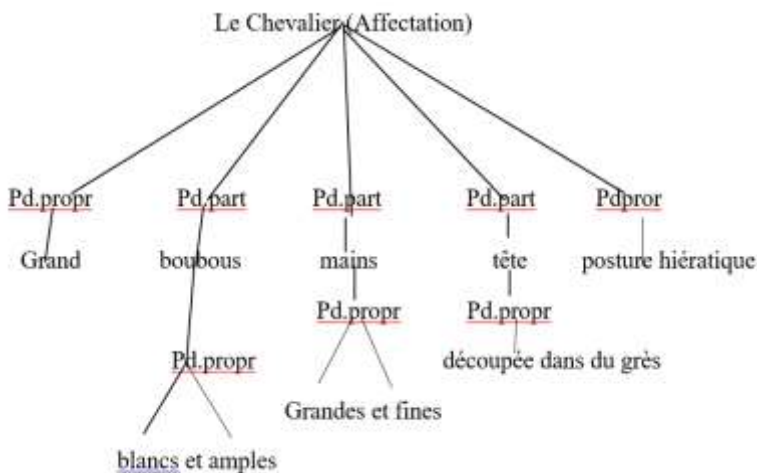 Le Chevalier (Affectation)
Pd.propr Pd.part Pd.part Pd.part Pdpror
Grand boubous mains tête posture hiératique
Pd.propr Pd.propr
Pd.propr découpée dans du grès
Grandes et fines
blancs et amples